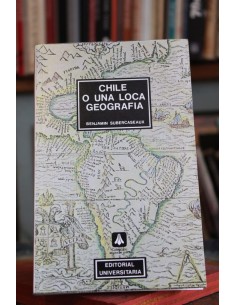 CHILE
O UNA LOCA
GEOGRAFIA
BENJAMIN SUBERCASEAUX
EDITORIAL
UNIVERSITARIA